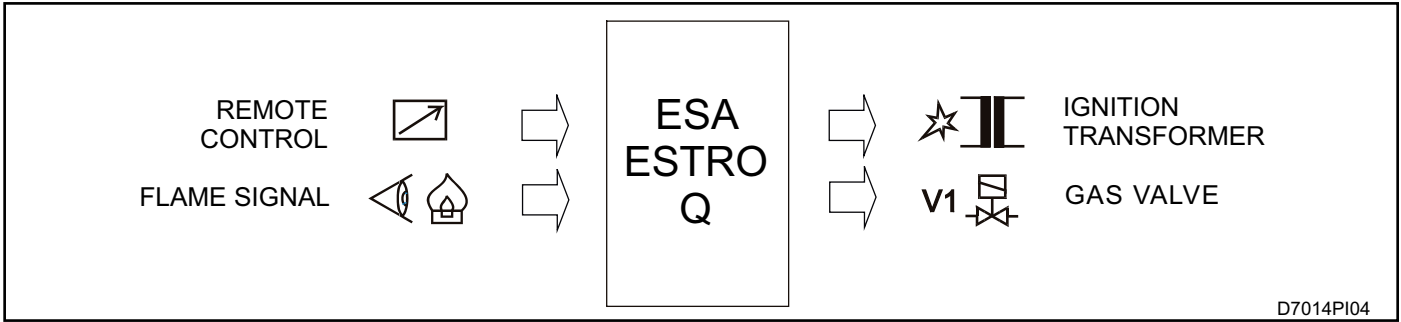 REMOTE
CONTROL
FLAME SIGNAL
ESA
ESTRO
Q
IGNITION
TRANSFORMER
V1
GAS VALVE
D7014PI04